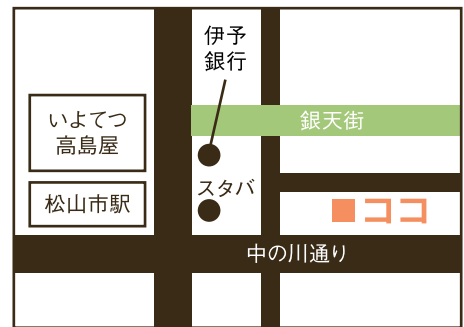 伊予
銀行
いよてつ
高島屋
銀天街
スタバ
松山市駅
ココ
中の川通り